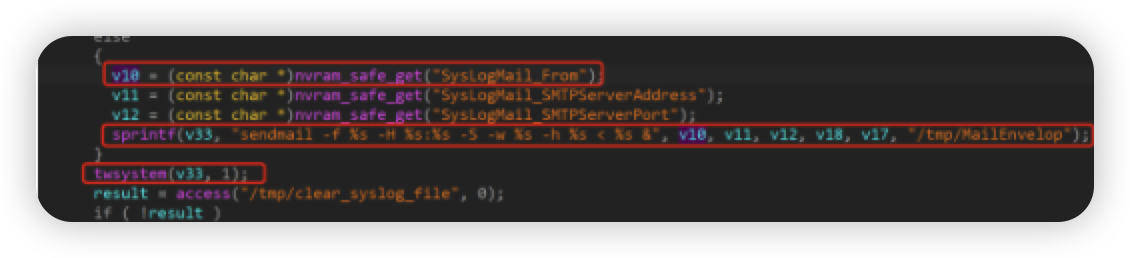 else
{
v10 = (const char *)nvram_safe_get("SysLogMail_From");
v11 = (const char *)nvram_safe_get("SysLogMail_SMTPServerAddress");
v12 = (const char *)nvram_safe_get("SysLogMail_SMTPServerPort");
sprintf(v33, "sendmail -f %s -H %s:%s -S -w %s -h %s < %s &", v10, v11, v12, v18, v17, "/tmp/MailEnvelop");
}
twsystem(v33, 1);
result = access("/tmp/clear_syslog_file", 0);
if ( !result )